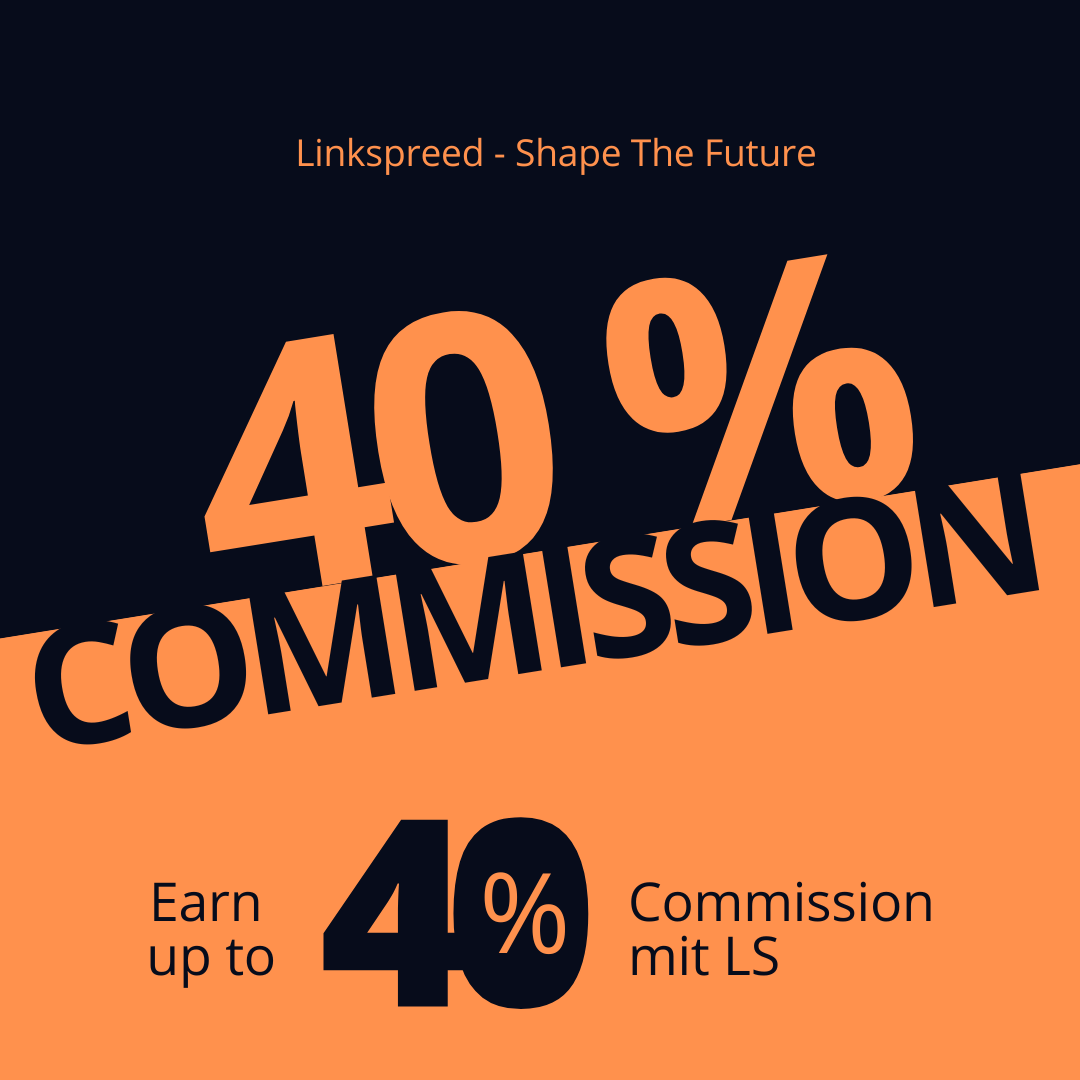 Linkspreed - Shape The Future
40 %
COMMISSION
Earn
up to
40
%
Commission
mit LS